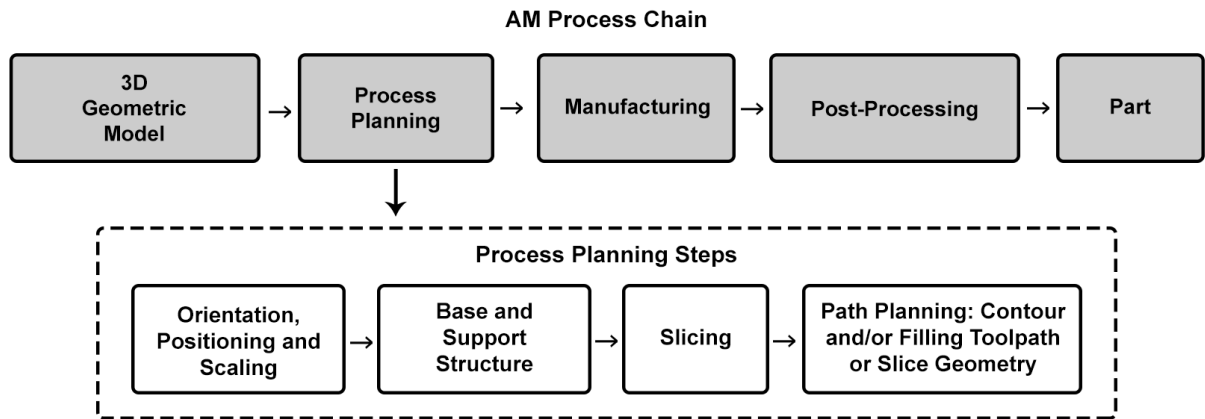 AM Process Chain
3D
Geometric
Model
Process
Planning
Manufacturing
Post-Processing
Part
Process Planning Steps
Orientation,
Positioning and
Scaling
Base and
Support
Structure
Slicing
Path Planning: Contour
and/or Filling Toolpath
or Slice Geometry